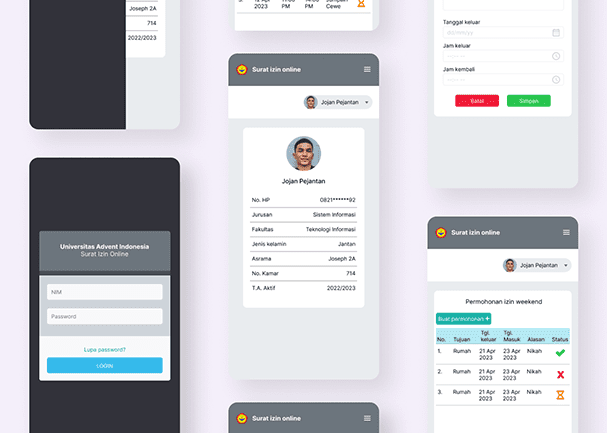 Joseph 2A
714
2022/2023
Universitas Advent Indonesia
Surat Izin Online
NIM
Password
Lupa password?
LOGIN
12 Apr
2023
PM
PM
Cewe
Surat izin online
Jojan Pejantan
Jojan Pejantan
No. HP 0821******92
Jurusan Sistem Informasi
Fakultas Teknologi Informasi
Jenis kelamin Jantan
Asrama Joseph 2A
No. Kamar 714
T.A. Aktif 2022/2023
Surat izin online
Tanggal keluar
dd/mm/yy
Jam keluar
Jam kembali
Batal Simpan
Surat izin online
Jojan Pejantan
Permohonan izin weekend
Buat permohonan +
No. Tujuan Tgl. keluar Tgl. Masuk Alasan Status
1. Rumah 21 Apr 2023 23 Apr 2023 Nikah
2. Rumah 21 Apr 2023 23 Apr 2023 Nikah
3. Rumah 21 Apr 2023 23 Apr 2023 Nikah